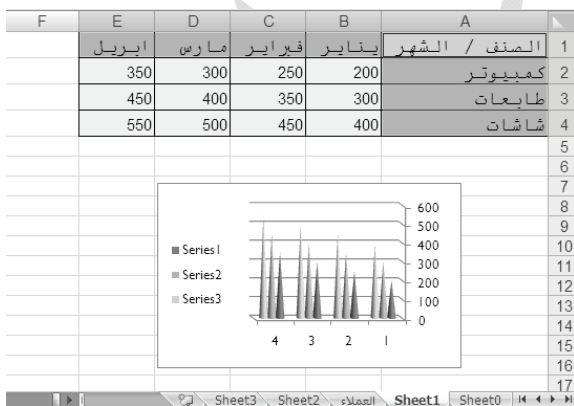 A B C D E F
1 الصنف / الشهر يناير فبراير مارس ابريل
2 كمبيوتر 200 250 300 350
3 طابعات 300 350 400 450
4 شاشات 400 450 500 550
5
6
7
8
9
10
11
12
13
14
15
16
17
600
500
400
300
200
100
0
1 2 3 4
Series1
Series2
Series3
Sheet0 Sheet1 العملاء Sheet2 Sheet3